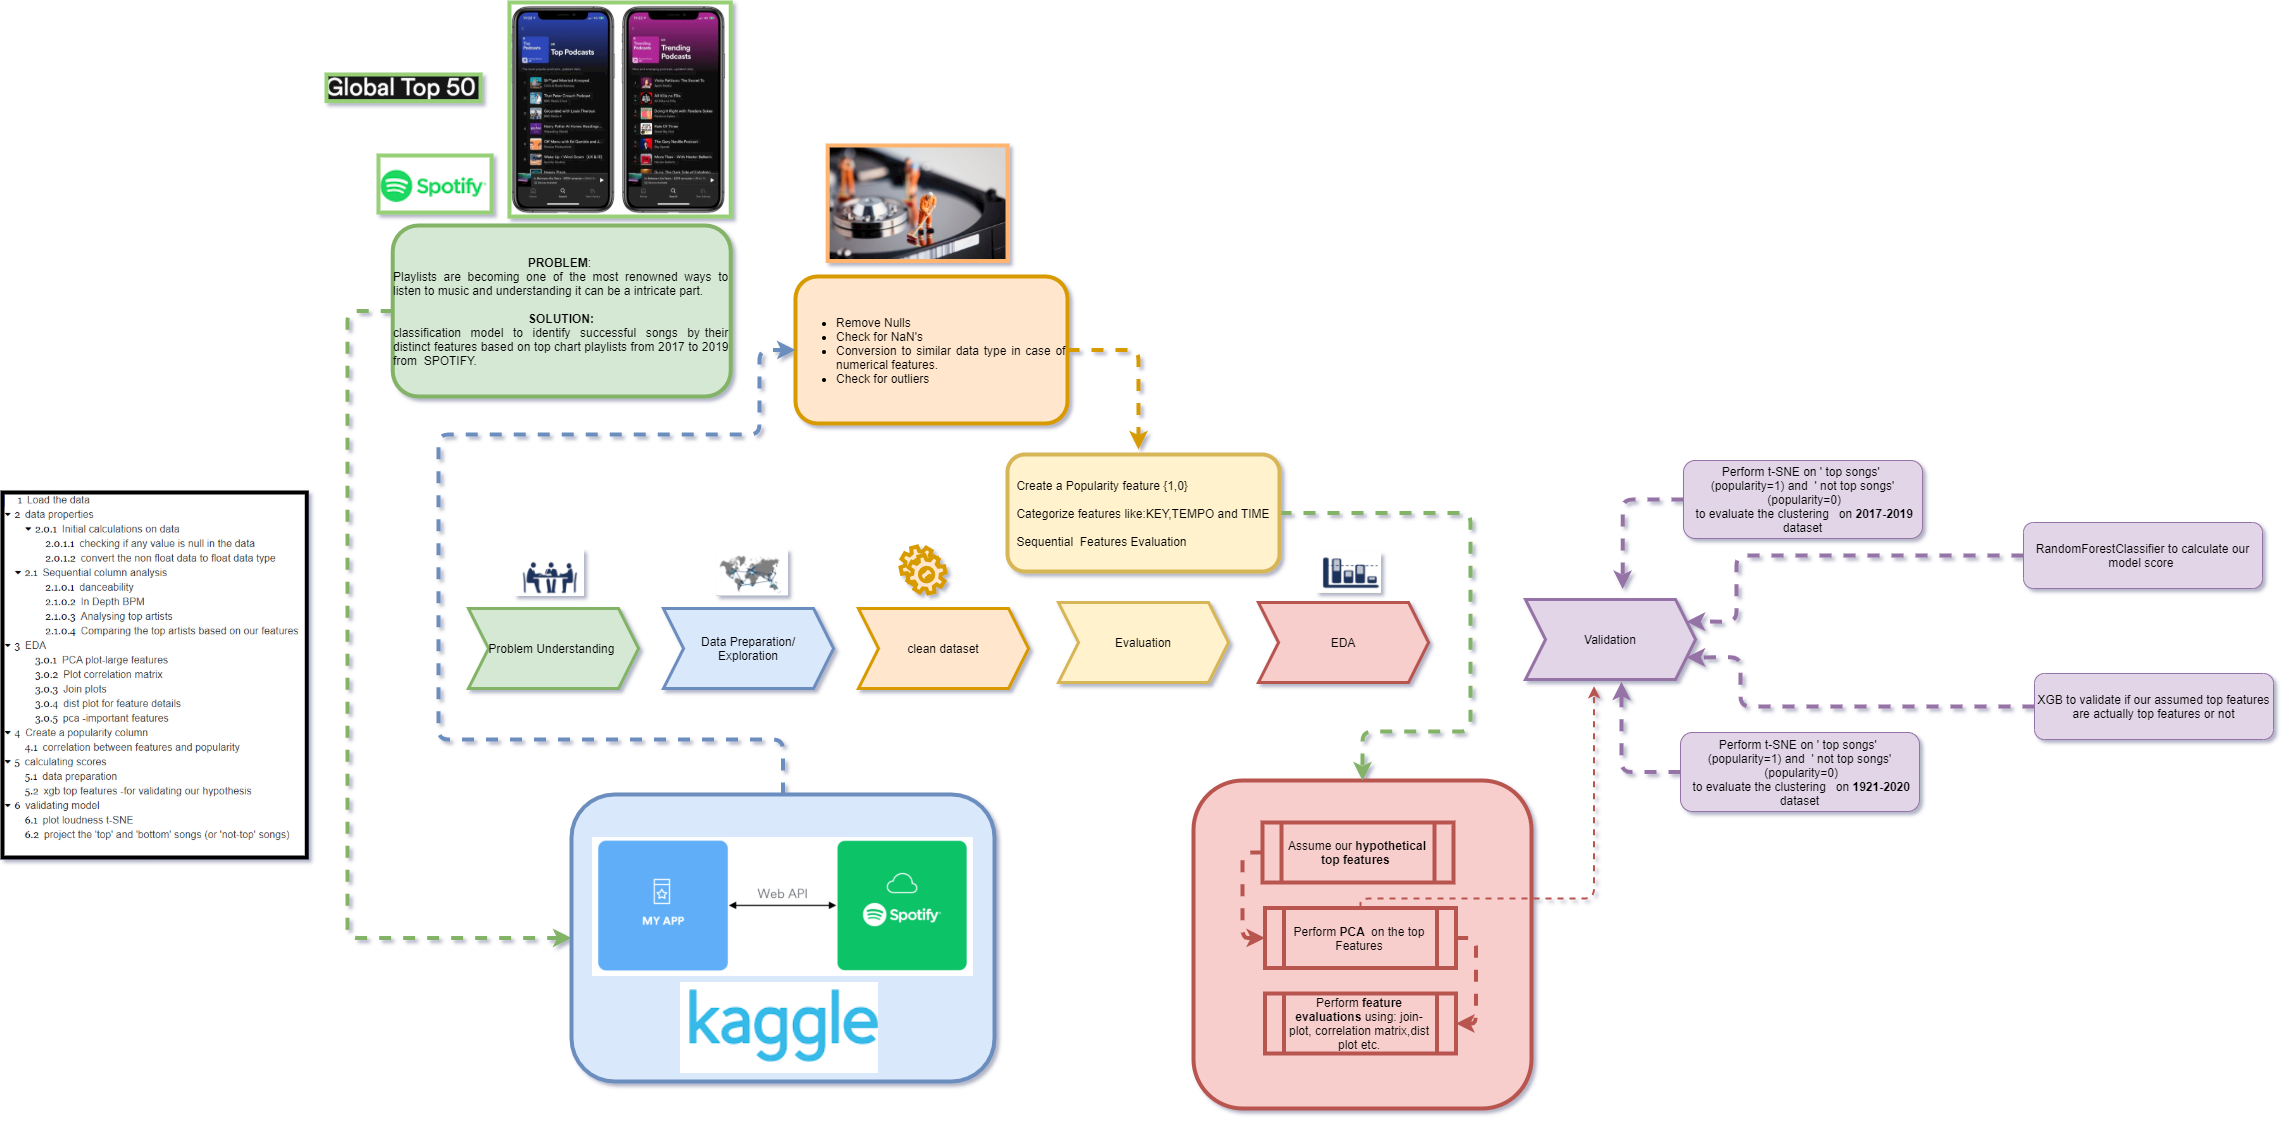 Global Top 50
Spotify
Top Podcasts
Trending
Podcasts
PROBLEM:
Playlists are becoming one of the most renowned ways to
listen to music and understanding it can be a intricate part.
SOLUTION:
classification model to identify successful songs by their
distinct features based on top chart playlists from 2017 to 2019
from SPOTIFY.
Remove Nulls
Check for NaN's
Conversion to similar data type in case of
numerical features.
Check for outliers
Create a Popularity feature {1,0}
Categorize features like:KEY,TEMPO and TIME
Sequential Features Evaluation
1 Load the data
2 data properties
2.0.1 Initial calculations on data
2.0.1.1 checking if any value is null in the data
2.0.1.2 convert the non float data to float data type
2.1 Sequential column analysis
2.1.0.1 danceability
2.1.0.2 In Depth BPM
2.1.0.3 Analysing top artists
2.1.0.4 Comparing the top artists based on our features
3 EDA
3.0.1 PCA plot-large features
3.0.2 Plot correlation matrix
3.0.3 Join plots
3.0.4 dist plot for feature details
3.0.5 pca -important features
4 Create a popularity column
4.1 correlation between features and popularity
5 calculating scores
5.1 data preparation
5.2 xgb top features -for validating our hypothesis
6 validating model
6.1 plot loudness t-SNE
6.2 project the 'top' and 'bottom' songs (or 'not-top' songs)
Problem Understanding
Data Preparation/
Exploration
clean dataset
Evaluation
EDA
Validation
Perform t-SNE on ' top songs'
(popularity=1) and ' not top songs'
(popularity=0)
to evaluate the clustering on 2017-2019
dataset
RandomForestClassifier to calculate our
model score
XGB to validate if our assumed top features
are actually top features or not
Perform t-SNE on ' top songs'
(popularity=1) and ' not top songs'
(popularity=0)
to evaluate the clustering on 1921-2020
dataset
MY APP
Web API
Spotify
kaggle
Assume our hypothetical
top features
Perform PCA on the top
Features
Perform feature
evaluations using: join-
plot, correlation matrix,dist
plot etc.